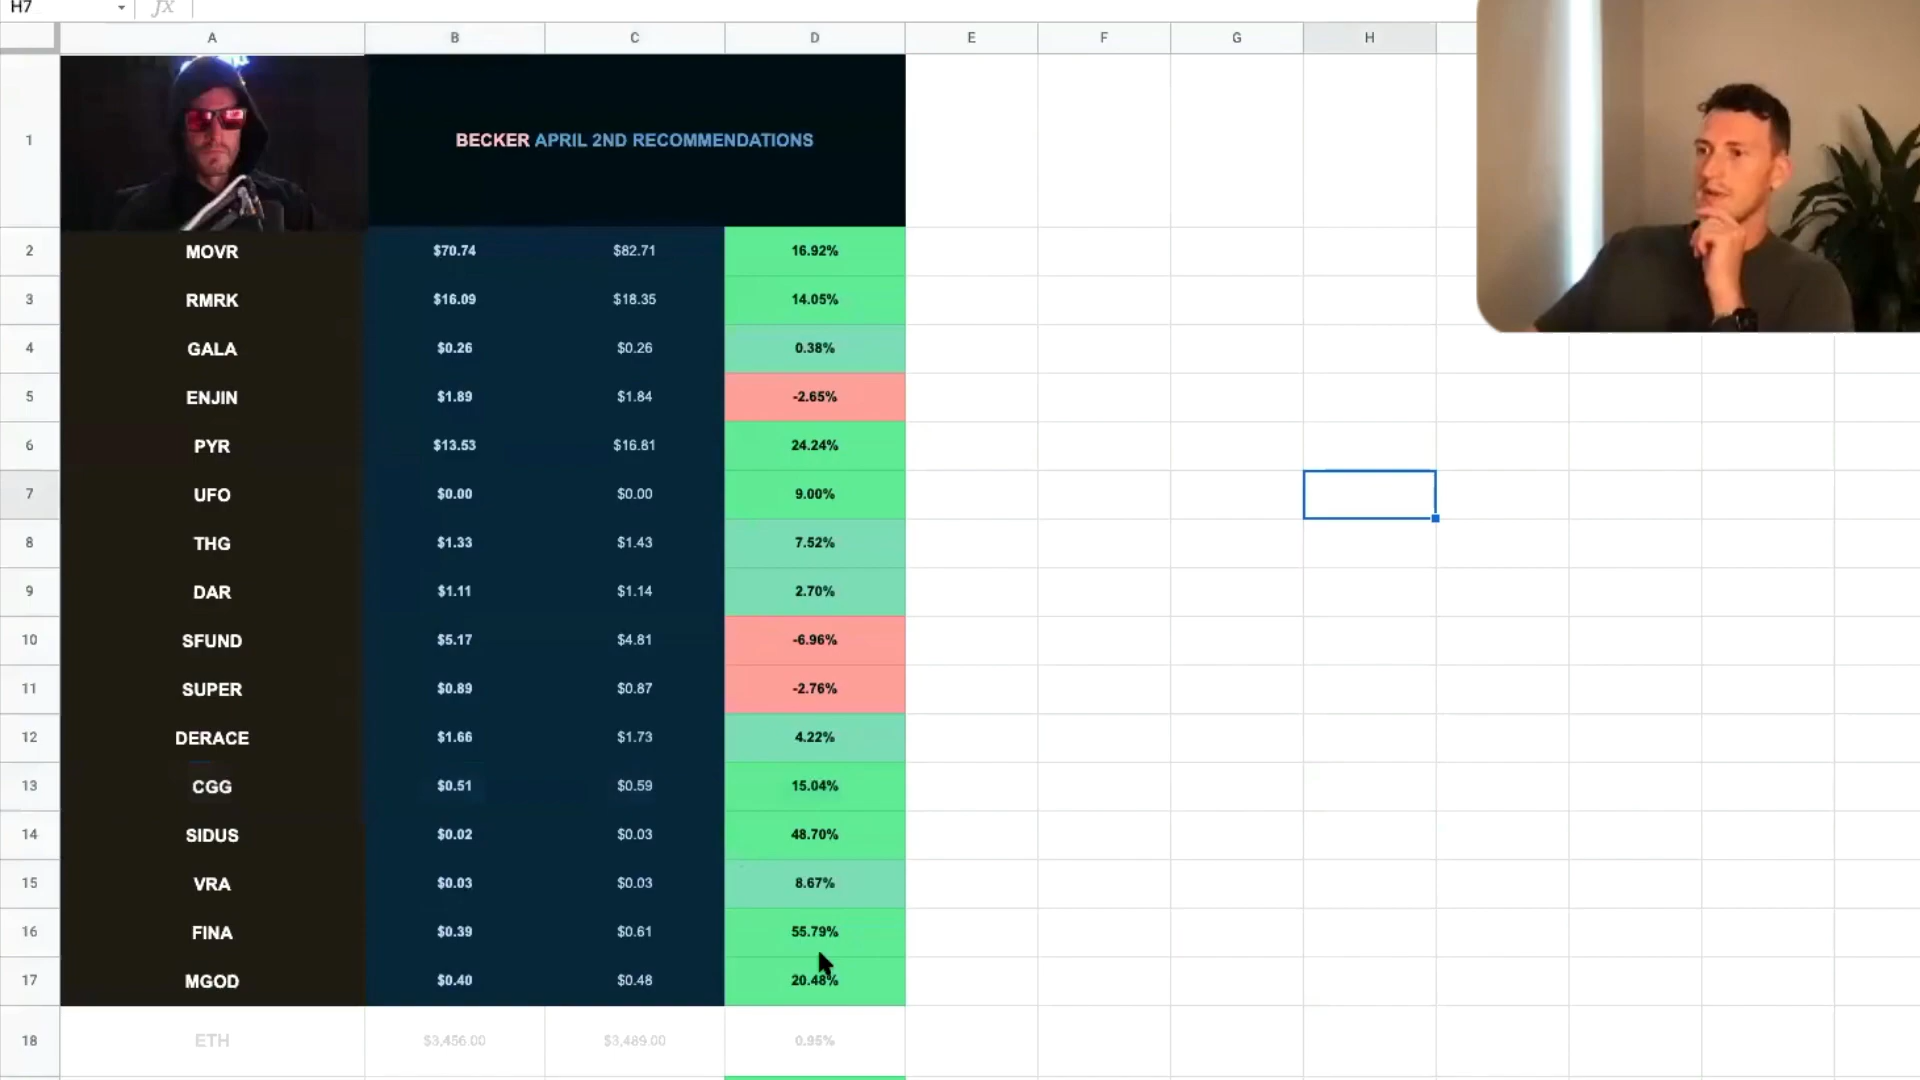 H7 fx
A B C D E F G H
1 BECKER APRIL 2ND RECOMMENDATIONS
2 MOVR $70.74 $82.71 16.92%
3 RMRK $16.09 $18.35 14.05%
4 GALA $0.26 $0.26 0.38%
5 ENJIN $1.89 $1.84 -2.65%
6 PYR $13.53 $16.81 24.24%
7 UFO $0.00 $0.00 9.00%
8 THG $1.33 $1.43 7.52%
9 DAR $1.11 $1.14 2.70%
10 SFUND $5.17 $4.81 -6.96%
11 SUPER $0.89 $0.87 -2.76%
12 DERACE $1.66 $1.73 4.22%
13 CGG $0.51 $0.59 15.04%
14 SIDUS $0.02 $0.03 48.70%
15 VRA $0.03 $0.03 8.67%
16 FINA $0.39 $0.61 55.79%
17 MGOD $0.40 $0.48 20.48%
18 ETH $3,456.00 $3,489.00 0.95%